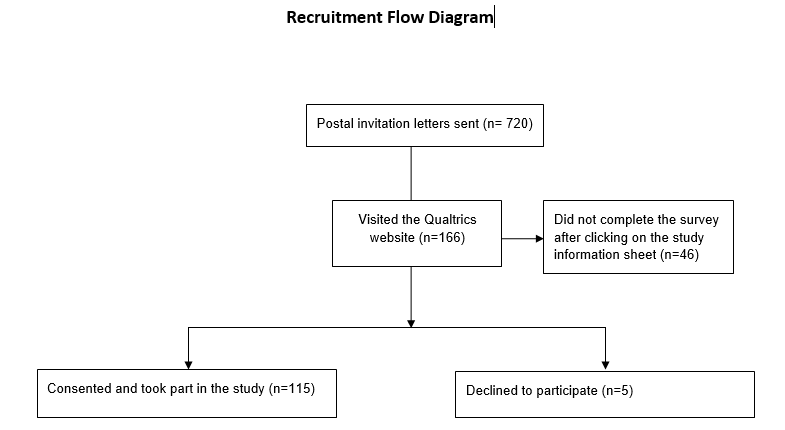 Recruitment Flow Diagram
Postal invitation letters sent (n= 720)
Visited the Qualtrics
website (n=166)
Did not complete the survey
after clicking on the study
information sheet (n=46)
Consented and took part in the study (n=115)
Declined to participate (n=5)